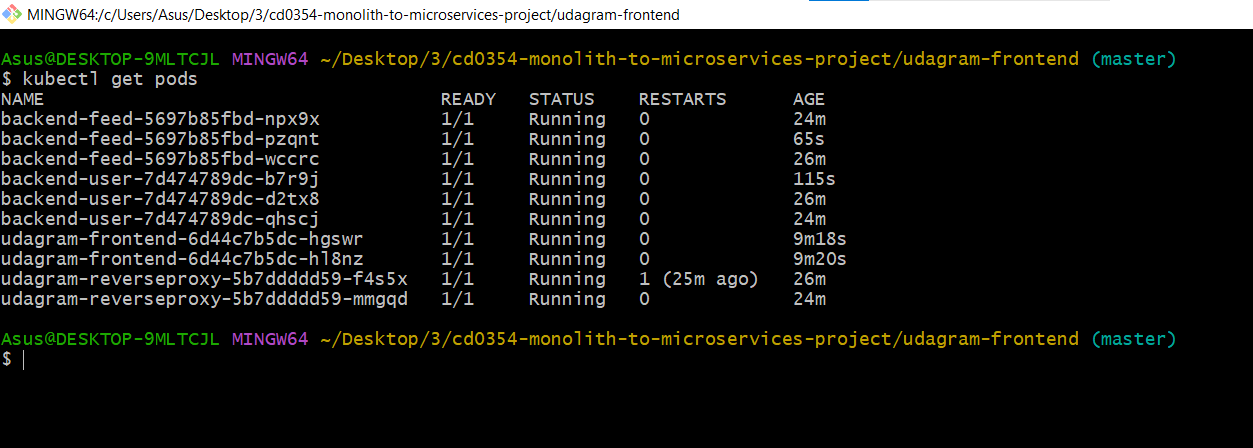 MINGW64:/c/Users/Asus/Desktop/3/cd0354-monolith-to-microservices-project/udagram-frontend
Asus@DESKTOP-9MLTCJL MINGW64 ~/Desktop/3/cd0354-monolith-to-microservices-project/udagram-frontend (master)
$ kubectl get pods
NAME READY STATUS RESTARTS AGE
backend-feed-5697b85fbd-npx9x 1/1 Running 0 24m
backend-feed-5697b85fbd-pzqnt 1/1 Running 0 65s
backend-feed-5697b85fbd-wccrc 1/1 Running 0 26m
backend-user-7d474789dc-b7r9j 1/1 Running 0 115s
backend-user-7d474789dc-d2tx8 1/1 Running 0 26m
backend-user-7d474789dc-qhscj 1/1 Running 0 24m
udagram-frontend-6d44c7b5dc-hgswr 1/1 Running 0 9m18s
udagram-frontend-6d44c7b5dc-hl8nz 1/1 Running 0 9m20s
udagram-reverseproxy-5b7ddddd59-f4s5x 1/1 Running 1 (25m ago) 26m
udagram-reverseproxy-5b7ddddd59-mmgqd 1/1 Running 0 24m
Asus@DESKTOP-9MLTCJL MINGW64 ~/Desktop/3/cd0354-monolith-to-microservices-project/udagram-frontend (master)
$